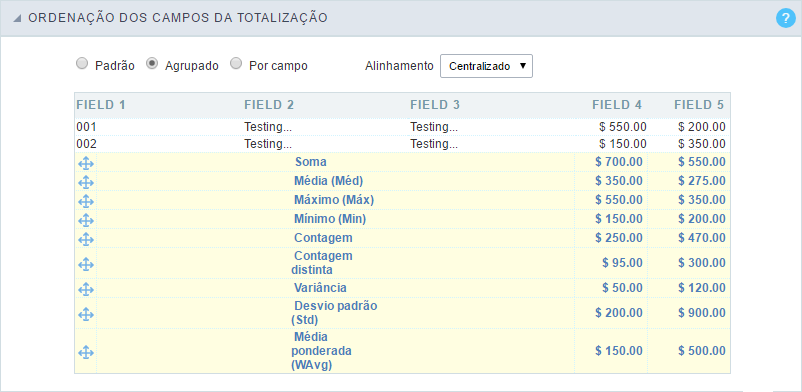 ORDENAÇÃO DOS CAMPOS DA TOTALIZAÇÃO ?
Padrão Agrupado Por campo Alinhamento Centralizado
FIELD 1 FIELD 2 FIELD 3 FIELD 4 FIELD 5
001 Testing... Testing... $ 550.00 $ 200.00
002 Testing... Testing... $ 150.00 $ 350.00
Soma $ 700.00 $ 550.00
Média (Méd) $ 350.00 $ 275.00
Máximo (Máx) $ 550.00 $ 350.00
Mínimo (Min) $ 150.00 $ 200.00
Contagem $ 250.00 $ 470.00
Contagem
distinta $ 95.00 $ 300.00
Variância $ 50.00 $ 120.00
Desvio padrão
(Std) $ 200.00 $ 900.00
Média
ponderada $ 150.00 $ 500.00
(WAvg)